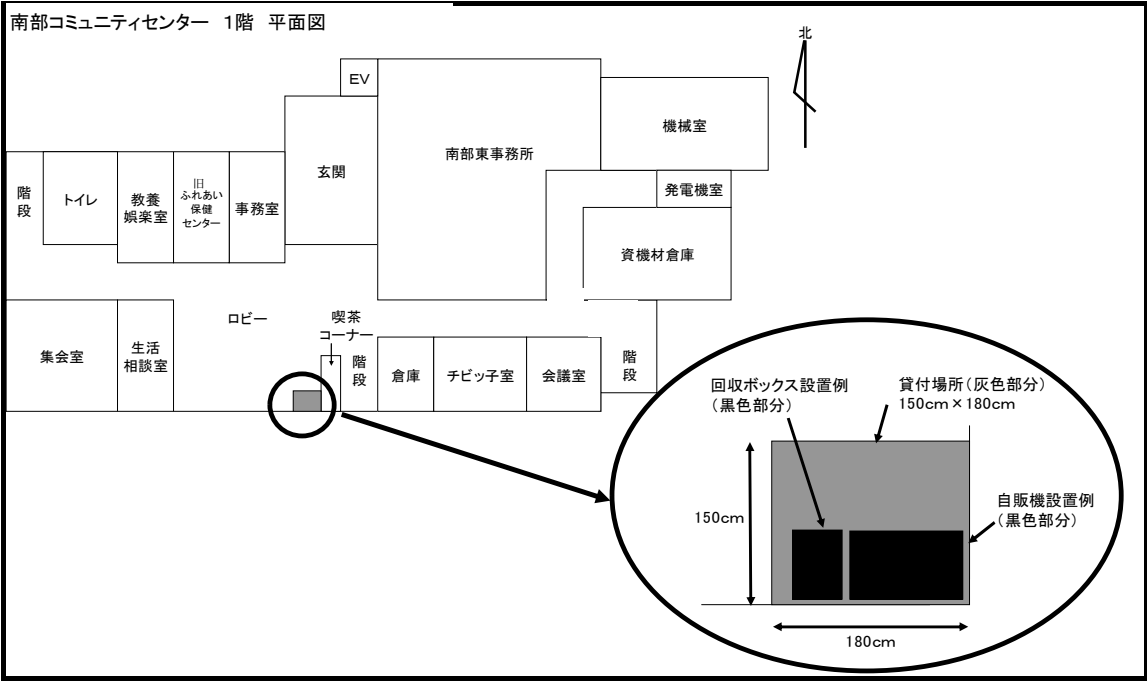 南部コミュニティセンター 1階 平面図
北
EV
機械室
南部東事務所
玄関
階
段
トイレ
教養
娯楽室
旧
ふれあい
保健
センター
事務室
発電機室
資機材倉庫
ロビー
喫茶
コーナー
集会室
生活
相談室
階
段
倉庫
チビッ子室
会議室
階
段
回収ボックス設置例
(黒色部分)
貸付場所(灰色部分)
150cm×180cm
150cm
自販機設置例
(黒色部分)
180cm